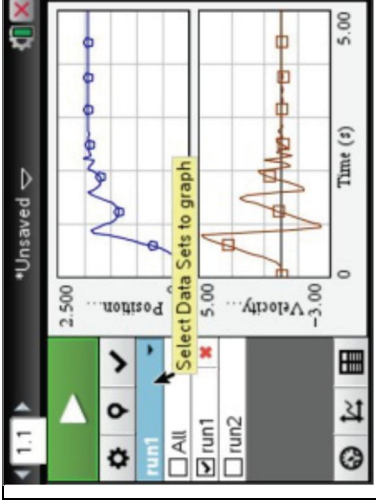 1.1
*Unsaved
run1
All
run1
run2
2.500
Position...
0
Select Data Sets to graph
5.00
Velocity...
-3.00
0
Time (s)
5.00